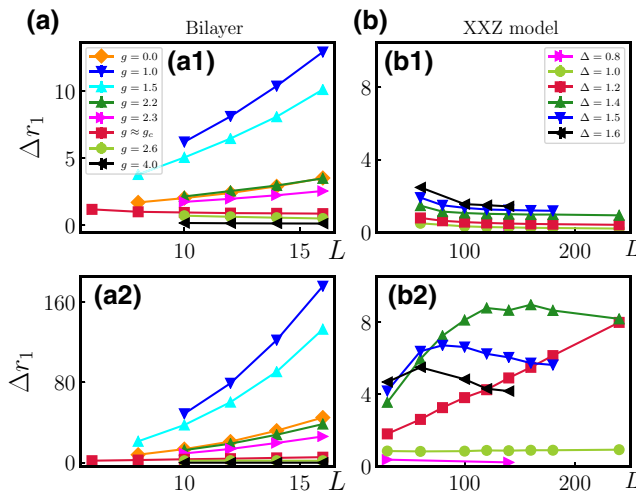 (a) Bilayer
(b) XXZ model
(a1)
g = 0.0
g = 1.0
g = 1.5
g = 2.2
g = 2.3
g ≈ g_c
g = 2.6
g = 4.0
Δr₁
10
5
0
10 15 L
(b1)
Δ = 0.8
Δ = 1.0
Δ = 1.2
Δ = 1.4
Δ = 1.5
Δ = 1.6
8
4
0
100 200 L
(a2)
Δr₁
160
80
0
10 15 L
(b2)
8
4
0
100 200 L